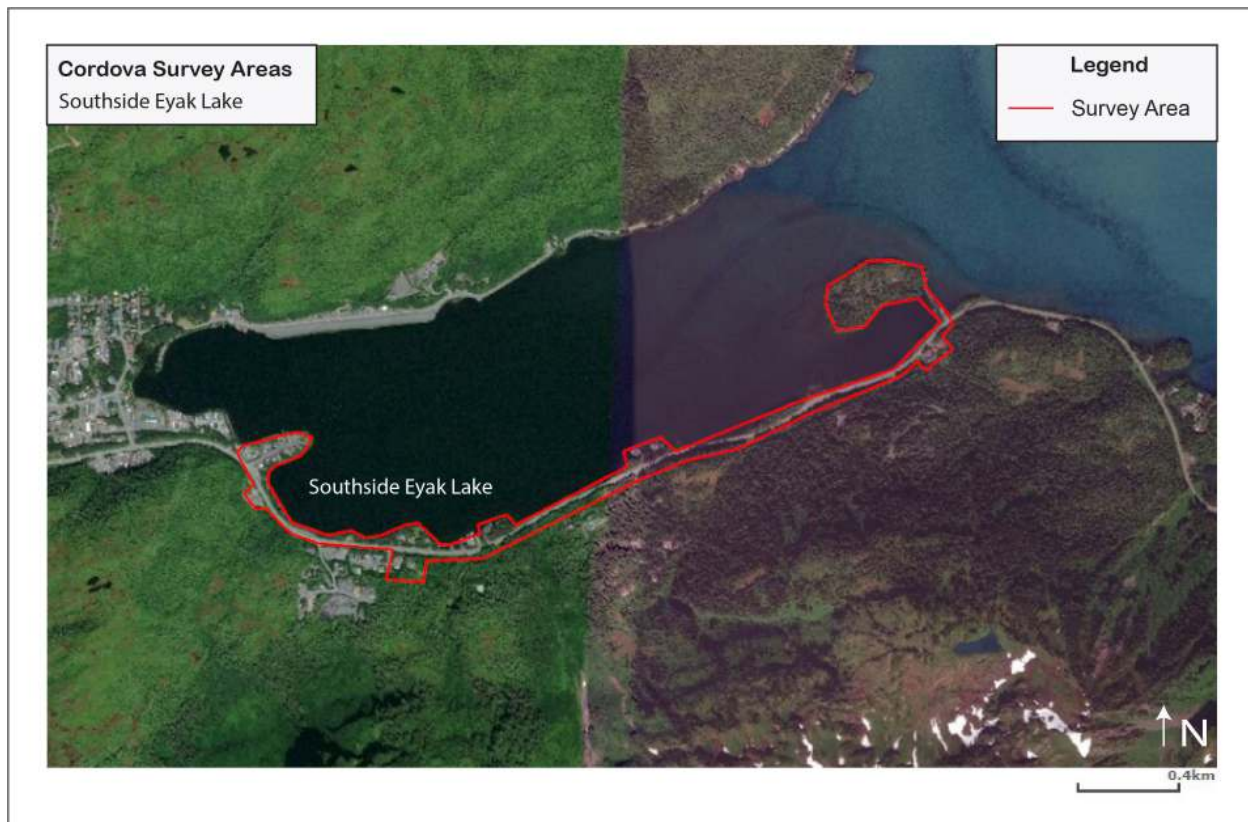 Cordova Survey Areas
Southside Eyak Lake
Legend
Survey Area
Southside Eyak Lake
N
0.4km